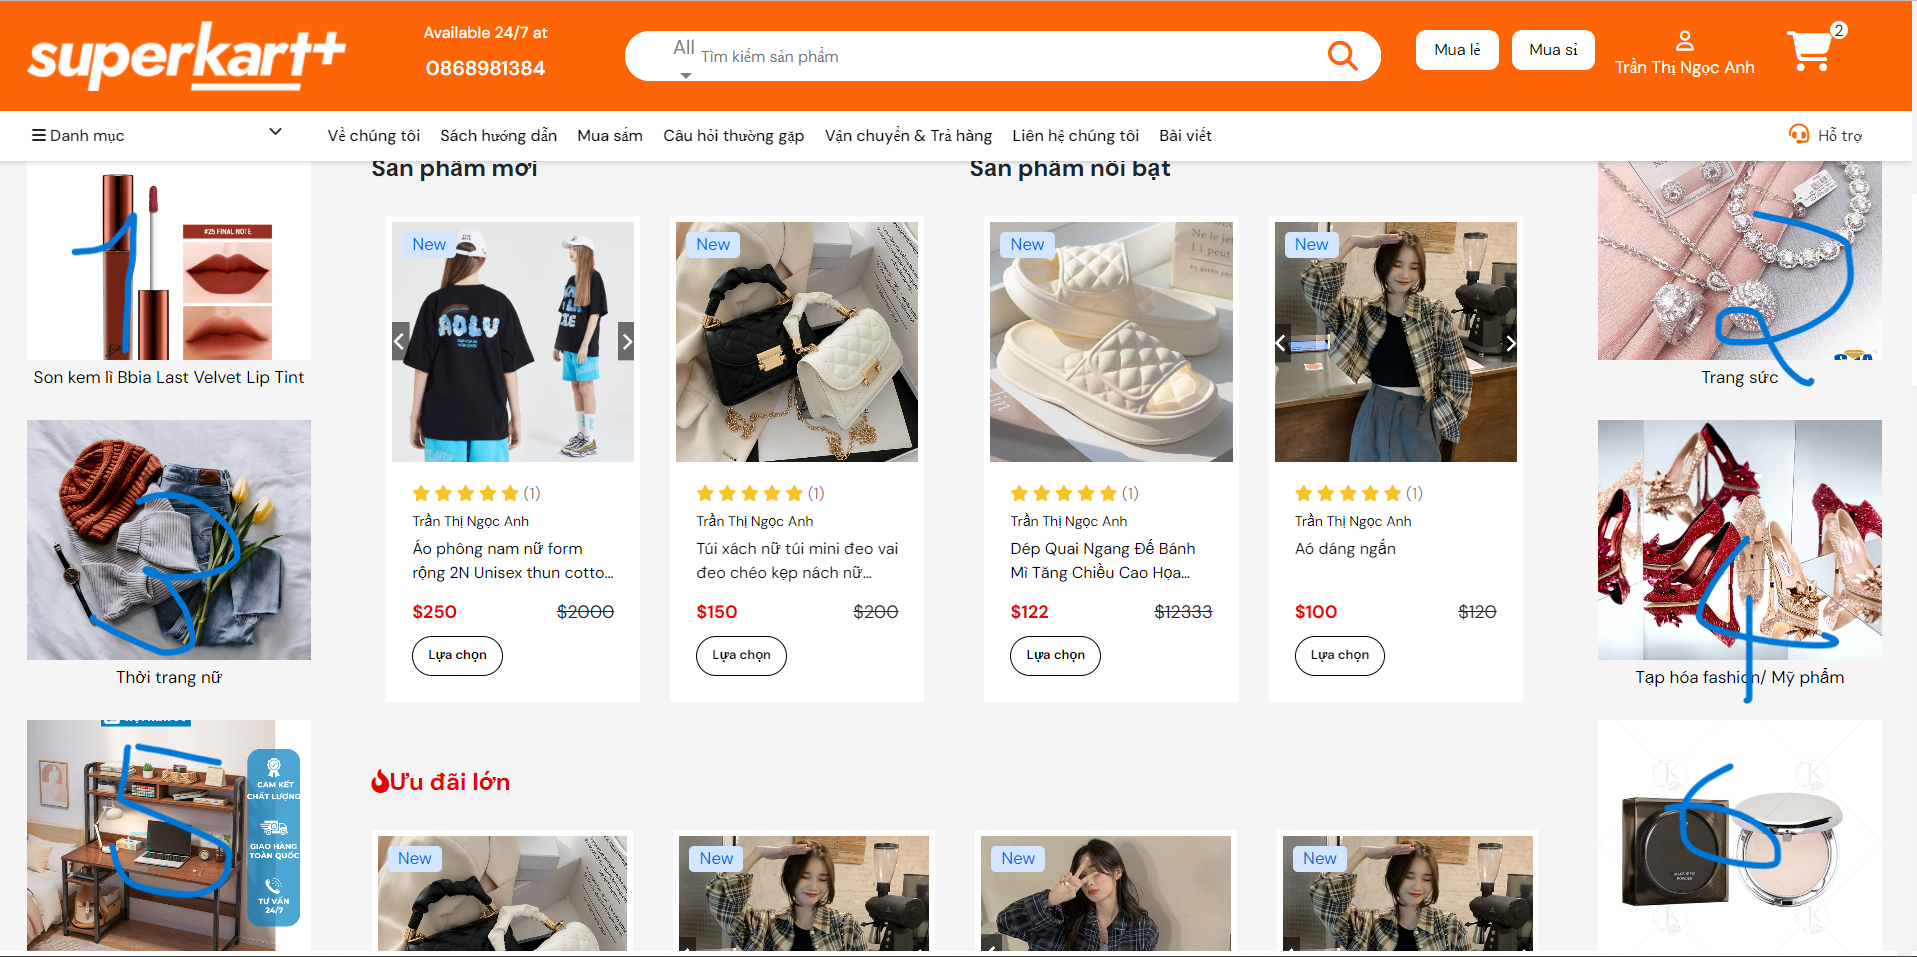 superkart+
Available 24/7 at
0868981384
All
Tìm kiếm sản phẩm
Mua lẻ
Mua sỉ
Trần Thị Ngọc Anh
2
Danh mục
Về chúng tôi
Sách hướng dẫn
Mua sắm
Câu hỏi thường gặp
Vận chuyển & Trả hàng
Liên hệ chúng tôi
Bài viết
Hỗ trợ
#25 FINAL NOTE
1
Son kem lì Bbia Last Velvet Lip Tint
3
Thời trang nữ
5
CAM KẾT
CHẤT LƯỢNG
GIAO HÀNG
TOÀN QUỐC
TƯ VẤN
24/7
Sản phẩm mới
New
AOLU
(1)
Trần Thị Ngọc Anh
Áo phông nam nữ form
rộng 2N Unisex thun cotto...
$250
$2000
Lựa chọn
New
(1)
Trần Thị Ngọc Anh
Túi xách nữ túi mini đeo vai
đeo chéo kẹp nách nữ...
$150
$200
Lựa chọn
Sản phẩm nổi bật
New
(1)
Trần Thị Ngọc Anh
Dép Quai Ngang Đế Bánh
Mì Tăng Chiều Cao Họa...
$122
$12333
Lựa chọn
New
(1)
Trần Thị Ngọc Anh
Aó dáng ngắn
$100
$120
Lựa chọn
Ưu đãi lớn
New
New
New
New
2
Trang sức
4
Tạp hóa fashion/ Mỹ phẩm
6